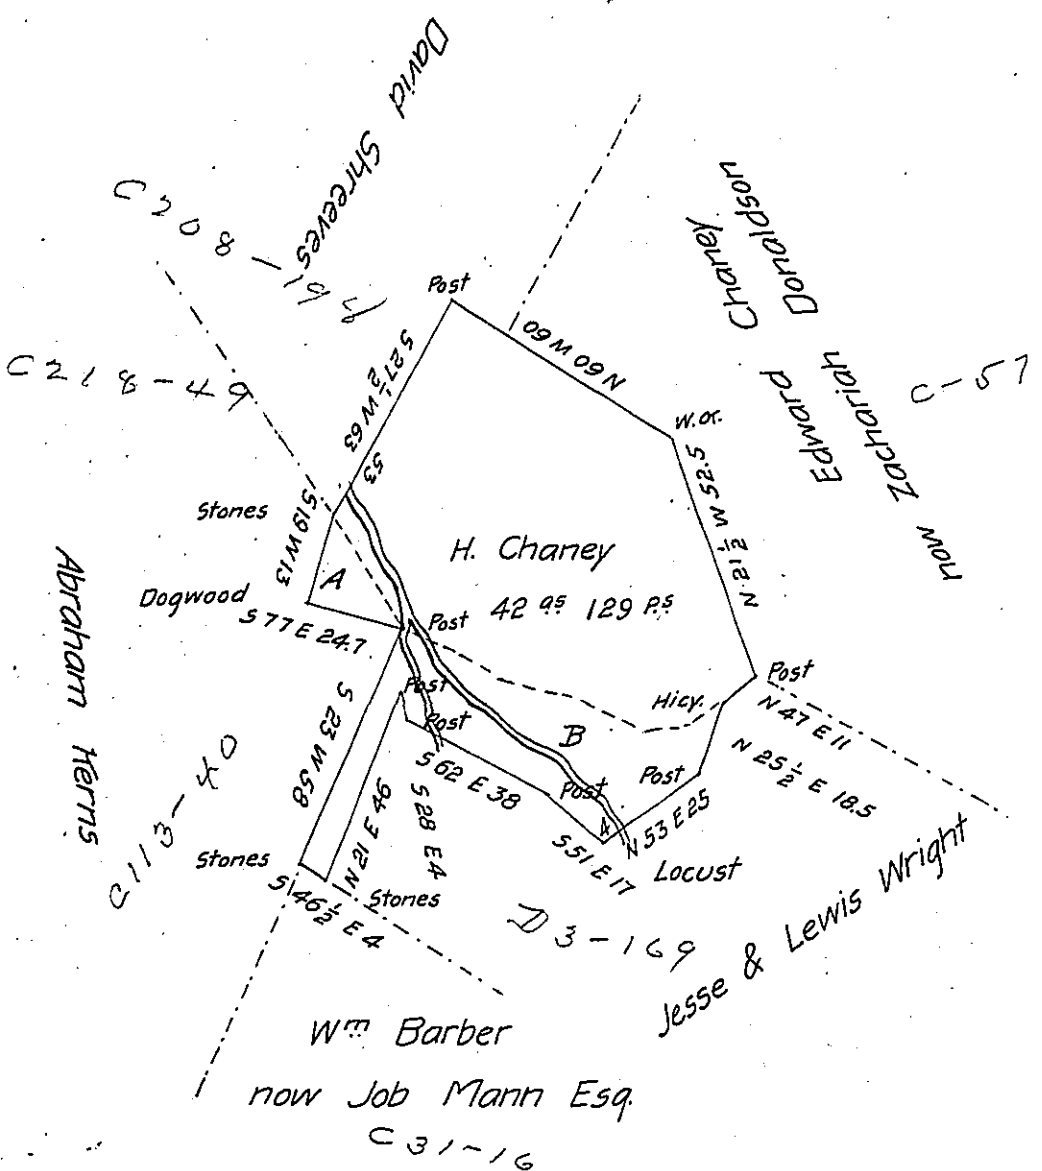 David Shreeves
C 208-196
C 218-49
Post
N 60 W 60
Edward Chaney
now Zachariah Donaldson
C-57
S 27½ W 63
53
W.or.
N 21½ W 52.5
Stones
S 19 W 13
A
H. Chaney
42 as 129 Ps
Dogwood
S 77 E 24.7
Post
Abraham Kerns
Post
Hicy.
Post
Post
N 47 E 11
B
N 25½ E 18.5
S 23 W 58
S 62 E 38
Post
Post
C 113-40
N 21 E 46
S 28 E 4
4
N 53 E 25
S 51 E 17
Locust
Stones
S 46½ E 4
Stones
D 3-169
Jesse & Lewis Wright
Wm Barber
now Job Mann Esq.
C 31-16